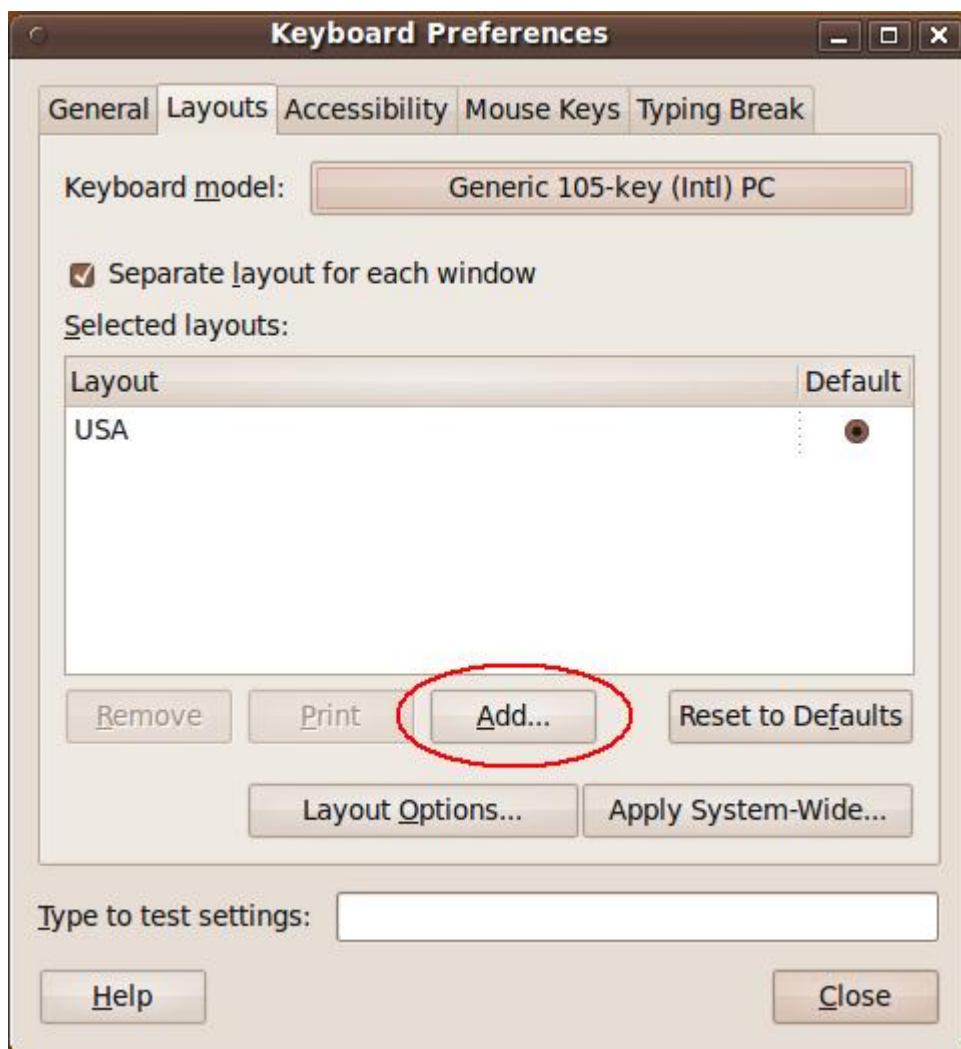 Keyboard Preferences
General Layouts Accessibility Mouse Keys Typing Break
Keyboard model: Generic 105-key (Intl) PC
Separate layout for each window
Selected layouts:
Layout Default
USA
Remove Print Add... Reset to Defaults
Layout Options... Apply System-Wide...
Type to test settings:
Help Close